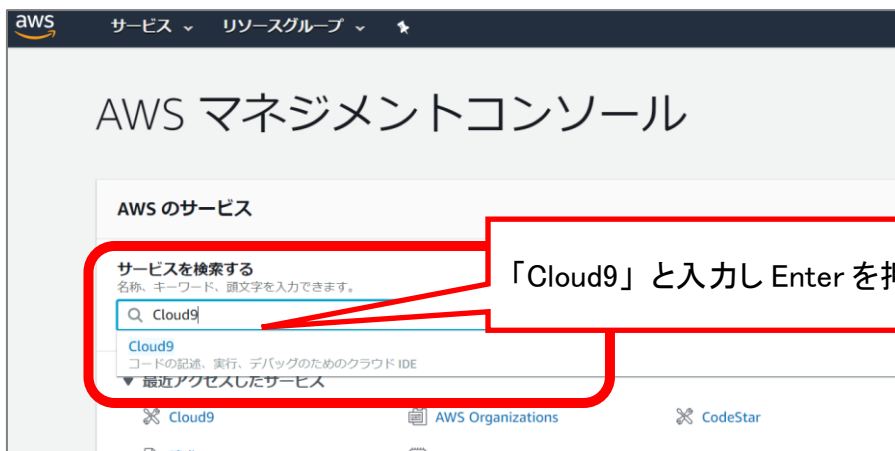 aws サービス リソースグループ
AWS マネジメントコンソール
AWS のサービス
サービスを検索する
名称、キーワード、頭文字を入力できます。
Cloud9
「Cloud9」と入力し Enter を押
Cloud9
コードの記述、実行、デバッグのためのクラウド IDE
▼ 最近アクセスしたサービス
Cloud9 AWS Organizations CodeStar